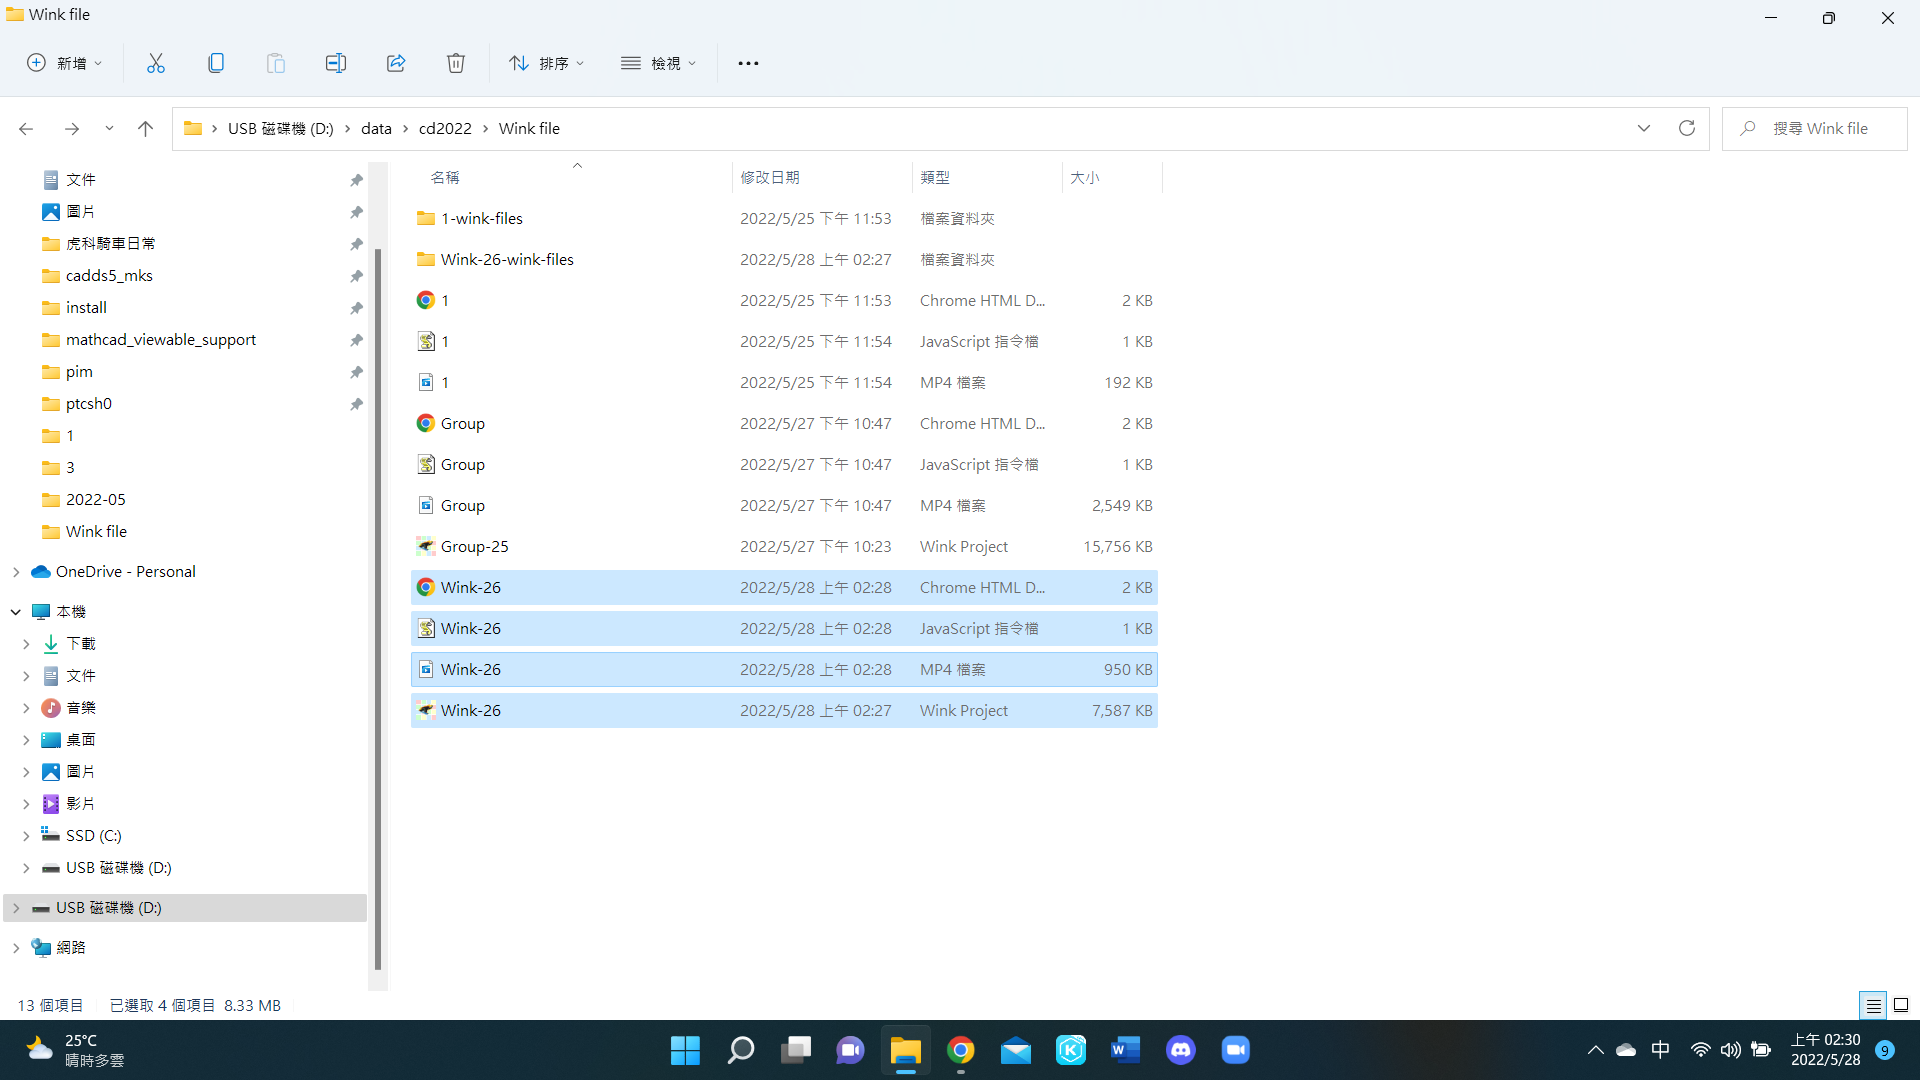 Wink file
新增
排序
檢視
USB 磁碟機 (D:) > data > cd2022 > Wink file
搜尋 Wink file
文件
圖片
虎科騎車日常
cadds5_mks
install
mathcad_viewable_support
pim
ptcsh0
1
3
2022-05
Wink file
OneDrive - Personal
本機
下載
文件
音樂
桌面
圖片
影片
SSD (C:)
USB 磁碟機 (D:)
USB 磁碟機 (D:)
網路
名稱 修改日期 類型 大小
1-wink-files 2022/5/25 下午 11:53 檔案資料夾
Wink-26-wink-files 2022/5/28 上午 02:27 檔案資料夾
1 2022/5/25 下午 11:53 Chrome HTML D... 2 KB
1 2022/5/25 下午 11:54 JavaScript 指令檔 1 KB
1 2022/5/25 下午 11:54 MP4 檔案 192 KB
Group 2022/5/27 下午 10:47 Chrome HTML D... 2 KB
Group 2022/5/27 下午 10:47 JavaScript 指令檔 1 KB
Group 2022/5/27 下午 10:47 MP4 檔案 2,549 KB
Group-25 2022/5/27 下午 10:23 Wink Project 15,756 KB
Wink-26 2022/5/28 上午 02:28 Chrome HTML D... 2 KB
Wink-26 2022/5/28 上午 02:28 JavaScript 指令檔 1 KB
Wink-26 2022/5/28 上午 02:28 MP4 檔案 950 KB
Wink-26 2022/5/28 上午 02:27 Wink Project 7,587 KB
13 個項目 已選取 4 個項目 8.33 MB
25°C
晴時多雲
中
上午 02:30
2022/5/28
9